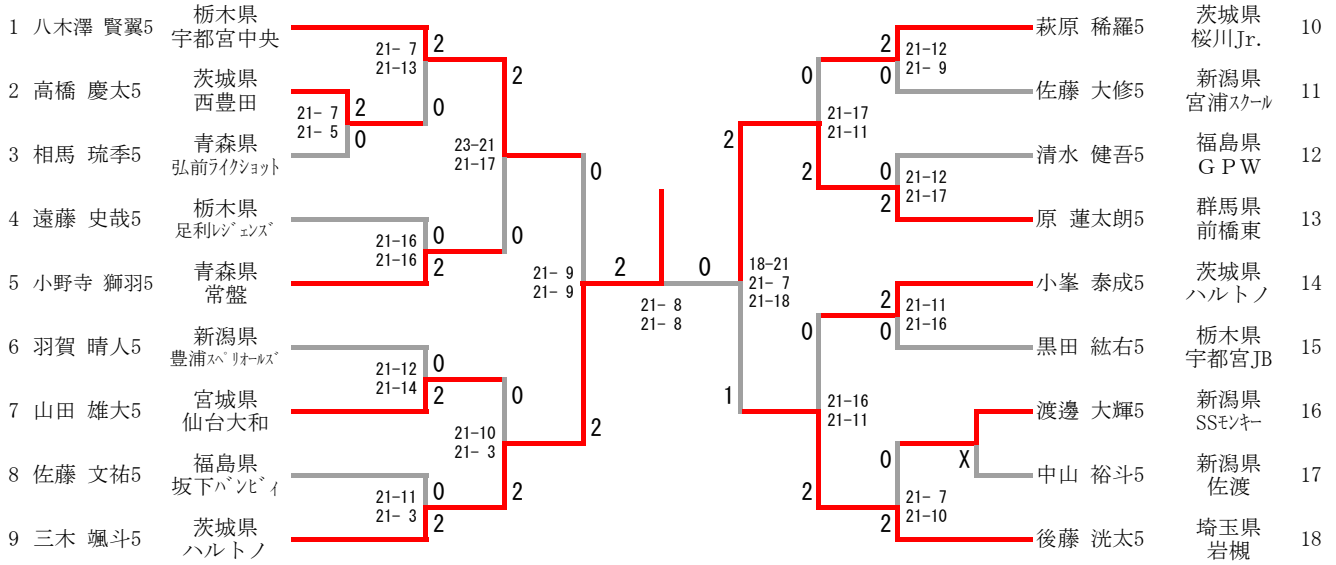 1 八木澤 賢翼5 栃木県
宇都宮中央
2 高橋 慶太5 茨城県
西豊田
3 相馬 琉季5 青森県
弘前ライクショット
4 遠藤 史哉5 栃木県
足利レジェンズ
5 小野寺 獅羽5 青森県
常盤
6 羽賀 晴人5 新潟県
豊浦スペリオールズ
7 山田 雄大5 宮城県
仙台大和
8 佐藤 文祐5 福島県
坂下バンビィ
9 三木 颯斗5 茨城県
ハルトノ
21- 7
21-13
2
0
21- 7
21- 5
2
0
23-21
21-17
2
0
21-16
21-16
0
2
21- 9
21- 9
0
2
21-12
21-14
0
2
21-10
21- 3
0
2
21-11
21- 3
0
2
2
0
21- 8
21- 8
18-21
21- 7
21-18
2
1
21-17
21-11
0
2
21-12
21- 9
2
0
21-12
21-17
0
2
21-16
21-11
0
2
21-11
21-16
2
0
21- 7
21-10
0
2
X
萩原 稀羅5 茨城県 10
桜川Jr.
佐藤 大修5 新潟県 11
宮浦スクール
清水 健吾5 福島県 12
ＧＰＷ
原 蓮太朗5 群馬県 13
前橋東
小峯 泰成5 茨城県 14
ハルトノ
黒田 紘右5 栃木県 15
宇都宮JB
渡邊 大輝5 新潟県 16
SSモンキー
中山 裕斗5 新潟県 17
佐渡
後藤 洸太5 埼玉県 18
岩槻